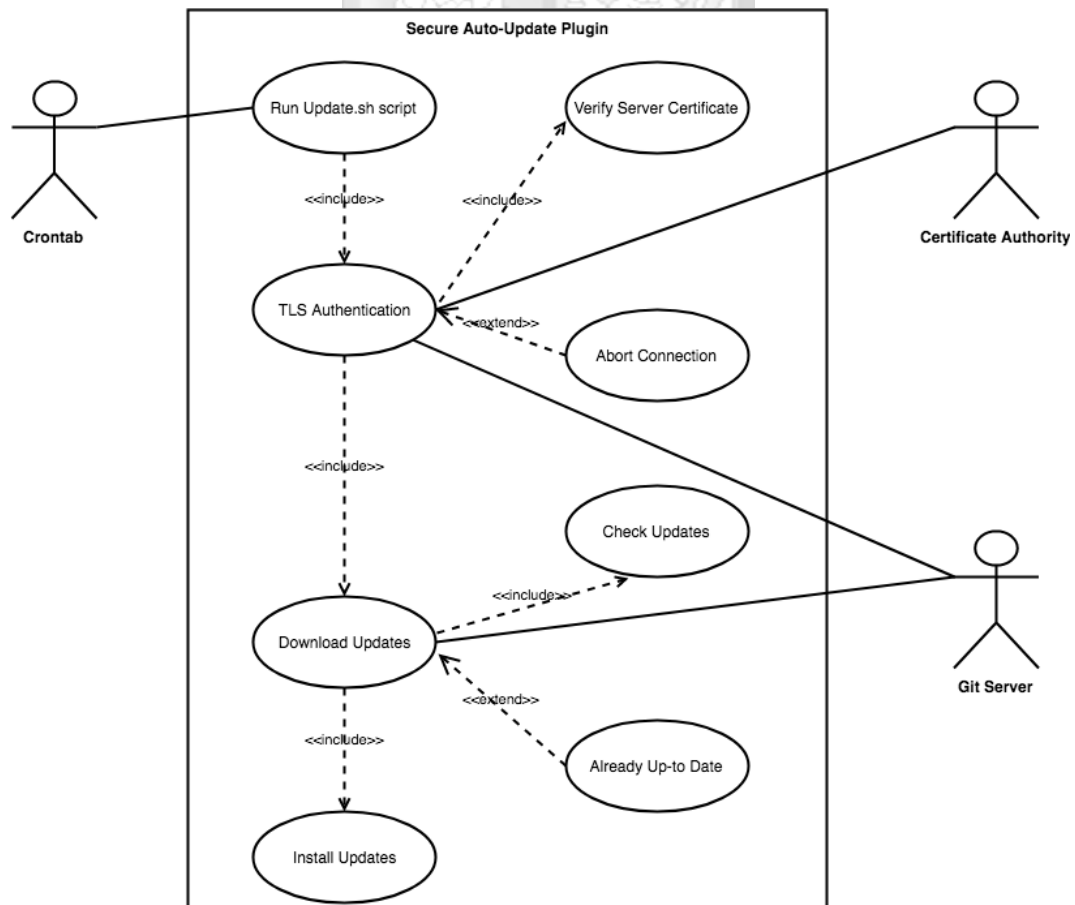 Secure Auto-Update Plugin
Run Update.sh script
Verify Server Certificate
<<include>>
<<include>>
Crontab
Certificate Authority
TLS Authentication
<<extend>>
Abort Connection
<<include>>
Check Updates
<<include>>
Download Updates
Git Server
<<extend>>
<<include>>
Already Up-to Date
Install Updates